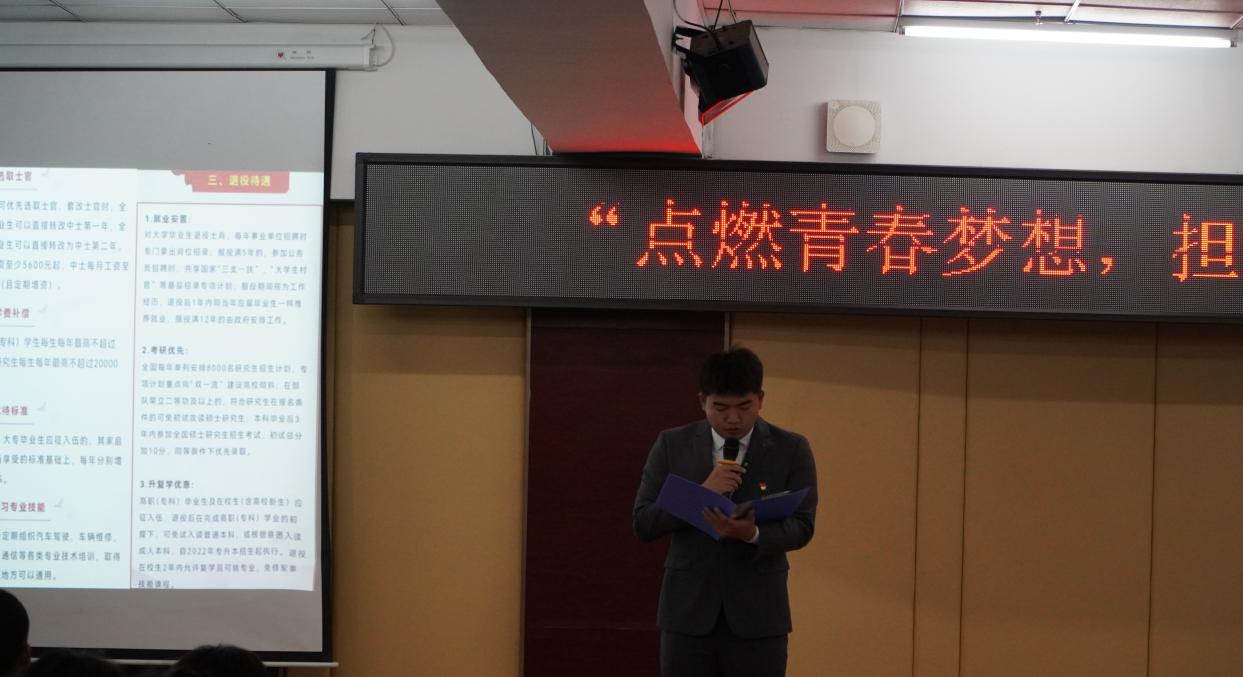 “点燃青春梦想，担
选取士官
可优先选取士官，套改士官时，全
业生可以直接转改中士第一年，全
业生可以直接转改为中士第二年。
资至少5600元起，中士每月工资至
（且定期增资）。
学费补偿
专科）学生每生每年最高不超过
研究生每生每年最高不超过20000
优待标准
大专毕业生应征入伍的，其家庭
享受的标准基础上，每年分别增
习专业技能
定期组织汽车驾驶、车辆维修、
通信等各类专业技术培训，取得
地方可以通用。
三、退役待遇
1.就业安置：
对大学毕业生退役士兵，每年事业单位招聘时
专门拿出岗位招录，服役满5年的，参加公务
员招聘时，共享国家“三支一扶”、“大学生村
官”等基层招录专项计划，服役期间视为工作
经历，退役后1年内同当年应届毕业生一样推
荐就业，服役满12年的由政府安排工作。
2.考研优先：
全国每年单列安排8000名研究生招生计划，专
项计划重点向“双一流”建设高校倾斜，在部
队荣立二等功及以上的，符合研究生在报名条
件的可免初试攻读硕士研究生，本科毕业后3
年内参加全国硕士研究生招生考试，初试总分
加10分，同等条件下优先录取。
3.升复学优惠：
高职（专科）毕业生及在校生（含高校新生）应
征入伍，退役后在完成高职（专科）学业的前
提下，可免试入读普通本科，或根据意愿入读
成人本科，自2022年专升本招生起执行。退役
在校生2年内允许复学且可转专业，免修军事
技能课程。